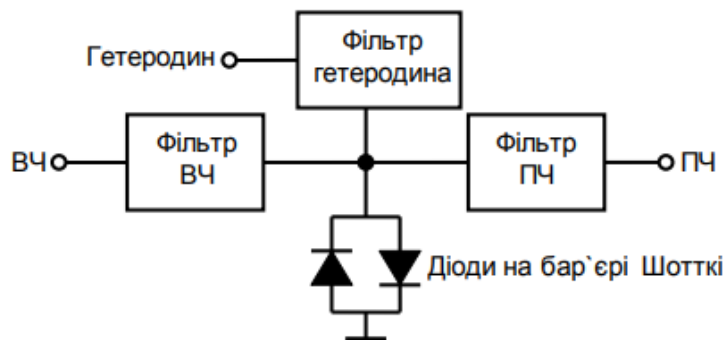 Фільтр
гетеродина
Гетеродин
ВЧ
Фільтр
ВЧ
Фільтр
ПЧ
ПЧ
Діоди на бар`єрі Шотткі